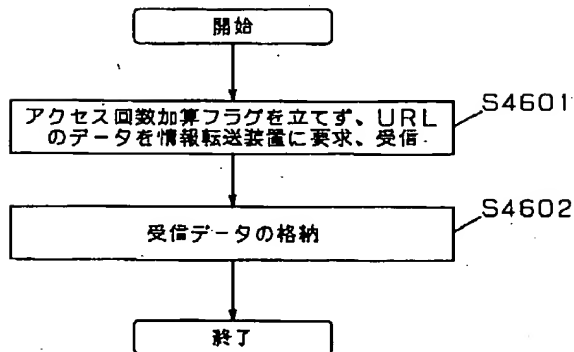 開始
アクセス回数加算フラグを立てず、URL
のデータを情報転送装置に要求、受信
S4601
受信データの格納
S4602
終了